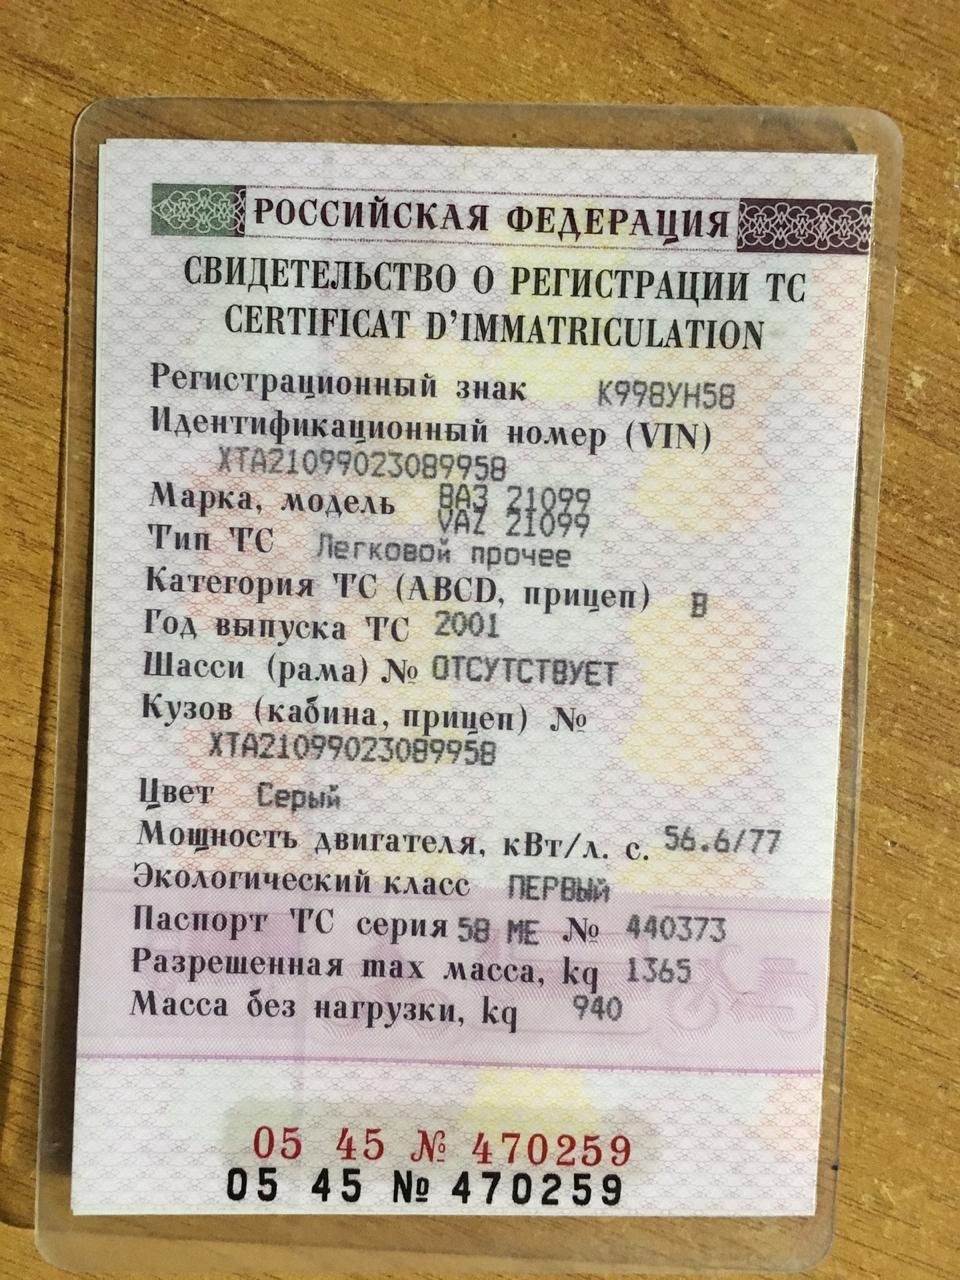 РОССИЙСКАЯ ФЕДЕРАЦИЯ
СВИДЕТЕЛЬСТВО О РЕГИСТРАЦИИ ТС
CERTIFICAT D'IMMATRICULATION
Регистрационный знак К998УН58
Идентификационный номер (VIN)
XTA21099023089958
Марка, модель ВАЗ 21099
VAZ 21099
Тип ТС Легковой прочее
Категория ТС (ABCD, прицеп) B
Год выпуска ТС 2001
Шасси (рама) № ОТСУТСТВУЕТ
Кузов (кабина, прицеп) №
XTA21099023089958
Цвет Серый
Мощность двигателя, кВт/л. с. 56.6/77
Экологический класс ПЕРВЫЙ
Паспорт ТС серия 58 МЕ № 440373
Разрешенная max масса, kg 1365
Масса без нагрузки, kg 940
05 45 № 470259
05 45 № 470259